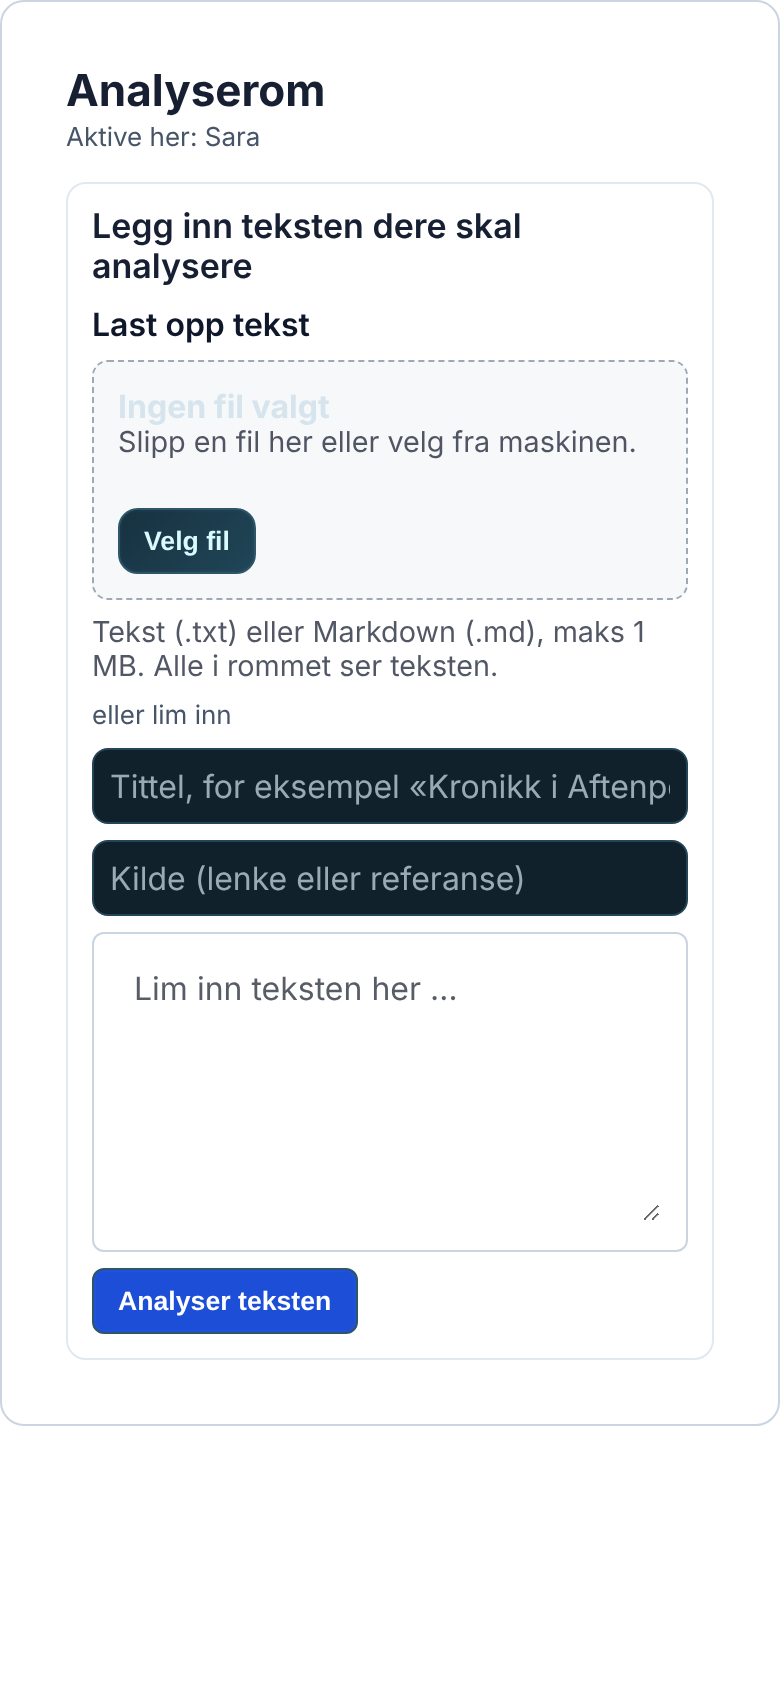 Analyserom
Aktive her: Sara
Legg inn teksten dere skal
analysere
Last opp tekst
Ingen fil valgt
Slipp en fil her eller velg fra maskinen.
Velg fil
Tekst (.txt) eller Markdown (.md), maks 1
MB. Alle i rommet ser teksten.
eller lim inn
Tittel, for eksempel «Kronikk i Aftenp
Kilde (lenke eller referanse)
Lim inn teksten her ...
Analyser teksten